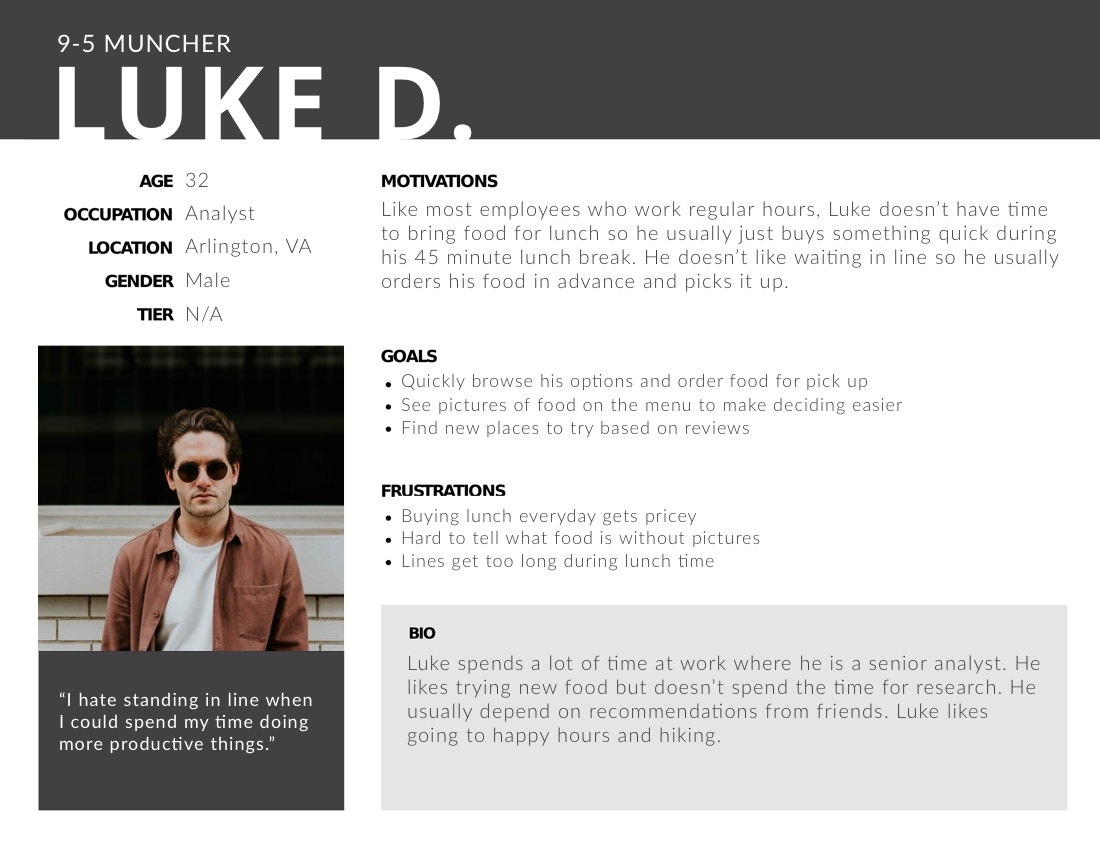 9-5 MUNCHER
LUKE D.
AGE 32
OCCUPATION Analyst
LOCATION Arlington, VA
GENDER Male
TIER N/A
“I hate standing in line when
I could spend my time doing
more productive things.”
MOTIVATIONS
Like most employees who work regular hours, Luke doesn’t have time
to bring food for lunch so he usually just buys something quick during
his 45 minute lunch break. He doesn’t like waiting in line so he usually
orders his food in advance and picks it up.
GOALS
• Quickly browse his options and order food for pick up
• See pictures of food on the menu to make deciding easier
• Find new places to try based on reviews
FRUSTRATIONS
• Buying lunch everyday gets pricey
• Hard to tell what food is without pictures
• Lines get too long during lunch time
BIO
Luke spends a lot of time at work where he is a senior analyst. He
likes trying new food but doesn’t spend the time for research. He
usually depend on recommendations from friends. Luke likes
going to happy hours and hiking.